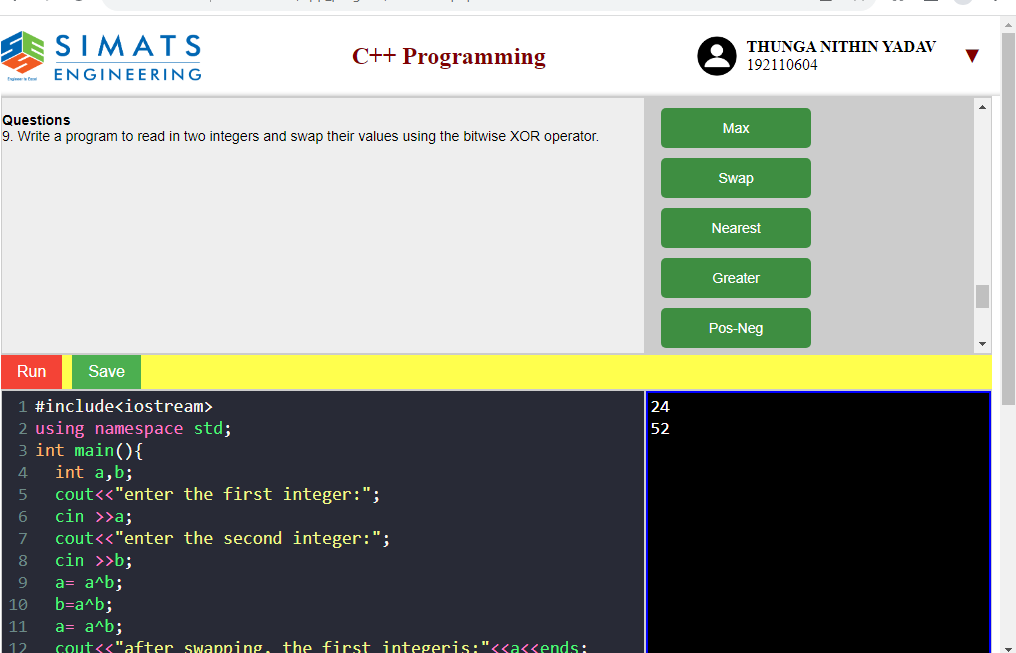 SIMATS
ENGINEERING
Engineer to Excel
C++ Programming
THUNGA NITHIN YADAV
192110604
▼
Questions
9. Write a program to read in two integers and swap their values using the bitwise XOR operator.
Max
Swap
Nearest
Greater
Pos-Neg
Run
Save
1 #include<iostream>
2 using namespace std;
3 int main(){
4 int a,b;
5 cout<<"enter the first integer:";
6 cin >>a;
7 cout<<"enter the second integer:";
8 cin >>b;
9 a= a^b;
10 b=a^b;
11 a= a^b;
12 cout<<"after swapping, the first integeris:"<<a<<ends;
24
52